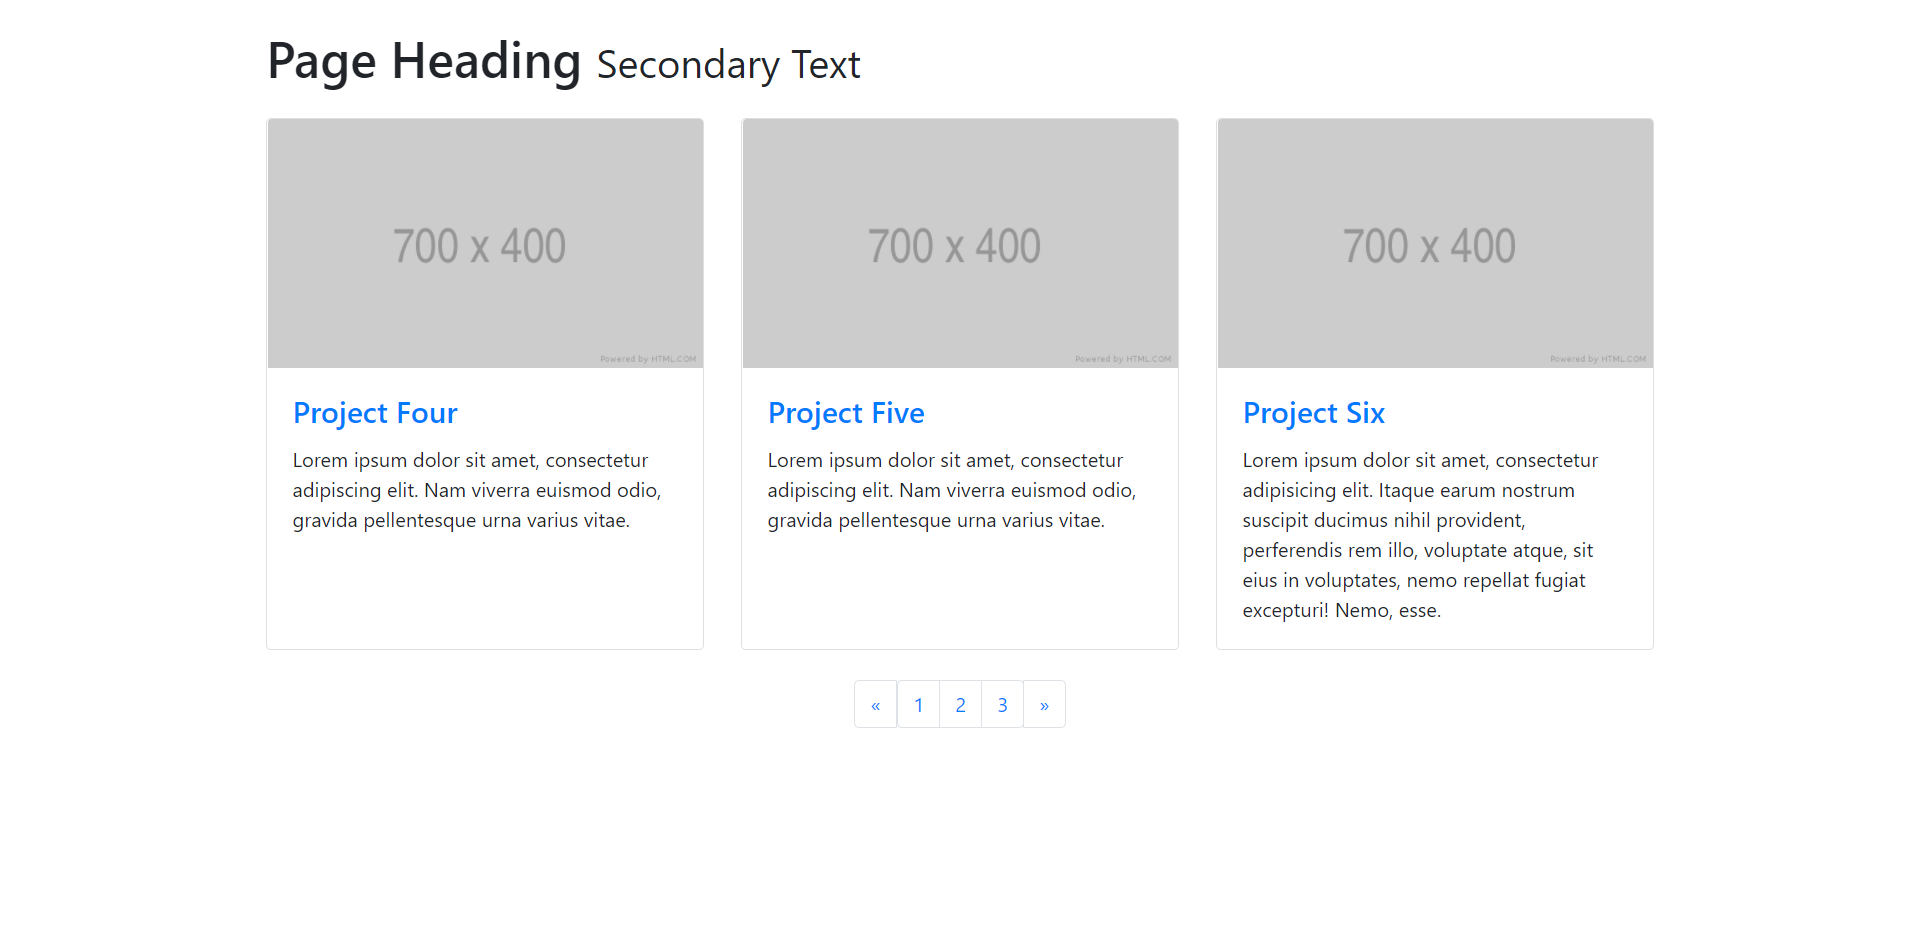 Page Heading Secondary Text
700 x 400
Powered by HTML.COM
700 x 400
Powered by HTML.COM
700 x 400
Powered by HTML.COM
Project Four
Lorem ipsum dolor sit amet, consectetur
adipiscing elit. Nam viverra euismod odio,
gravida pellentesque urna varius vitae.
Project Five
Lorem ipsum dolor sit amet, consectetur
adipiscing elit. Nam viverra euismod odio,
gravida pellentesque urna varius vitae.
Project Six
Lorem ipsum dolor sit amet, consectetur
adipisicing elit. Itaque earum nostrum
suscipit ducimus nihil provident,
perferendis rem illo, voluptate atque, sit
eius in voluptates, nemo repellat fugiat
excepturi! Nemo, esse.
« 1 2 3 »